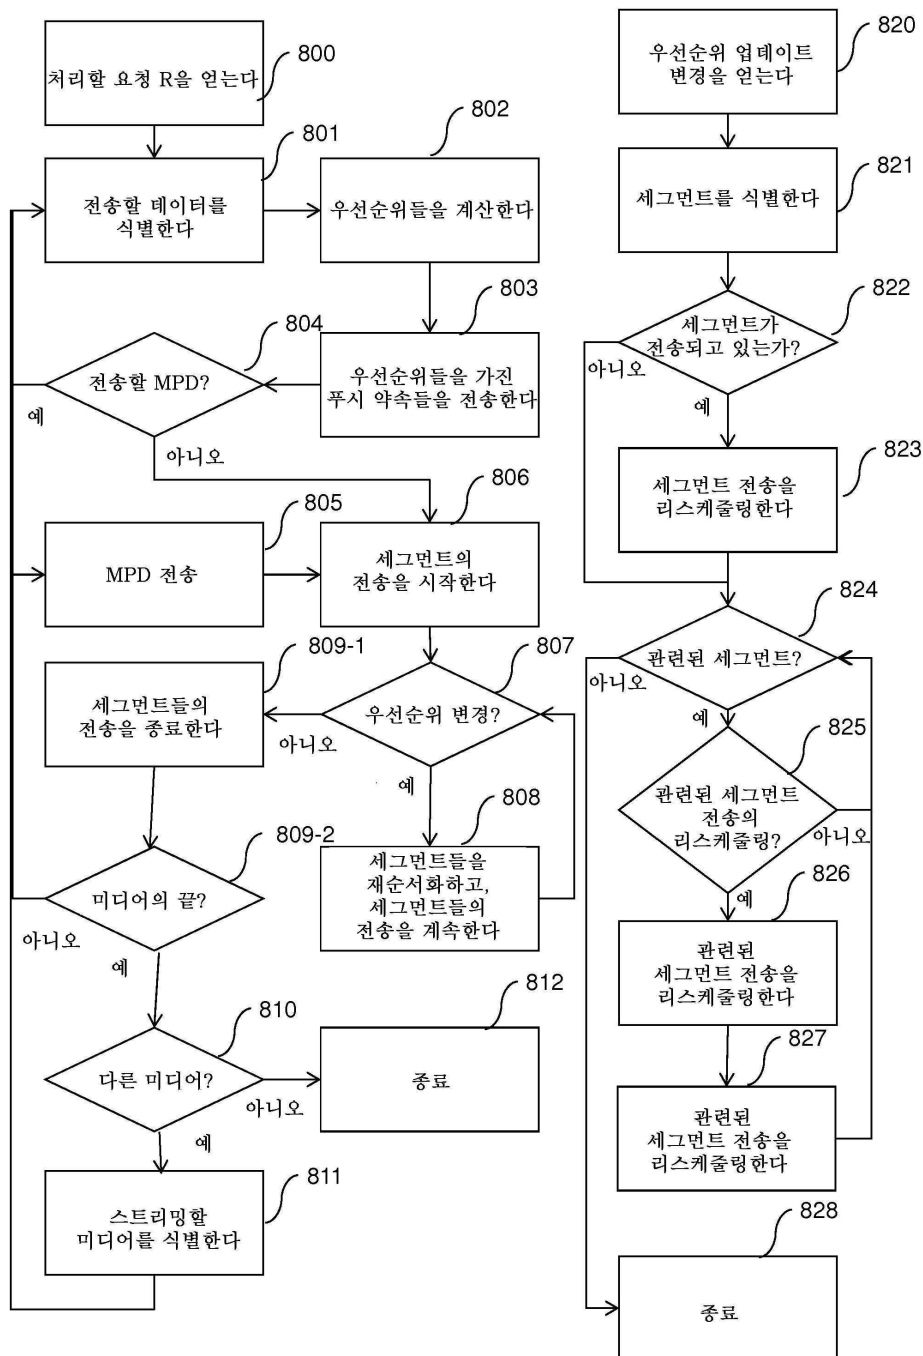 800
처리할 요청 R을 얻는다
801
전송할 데이터를
식별한다
802
우선순위들을 계산한다
803
우선순위들을 가진
푸시 약속들을 전송한다
804
전송할 MPD?
예
아니오
805
MPD 전송
806
세그먼트의
전송을 시작한다
807
우선순위 변경?
아니오
예
808
세그먼트들을
재순서화하고,
세그먼트들의
전송을 계속한다
809-1
세그먼트들의
전송을 종료한다
809-2
미디어의 끝?
아니오
예
810
다른 미디어?
아니오
예
811
스트리밍할
미디어를 식별한다
812
종료
820
우선순위 업데이트
변경을 얻는다
821
세그먼트를 식별한다
822
세그먼트가
전송되고 있는가?
아니오
예
823
세그먼트 전송을
리스케줄링한다
824
관련된 세그먼트?
아니오
예
825
관련된 세그먼트
전송의
리스케줄링?
아니오
예
826
관련된
세그먼트 전송을
리스케줄링한다
827
관련된
세그먼트 전송을
리스케줄링한다
828
종료